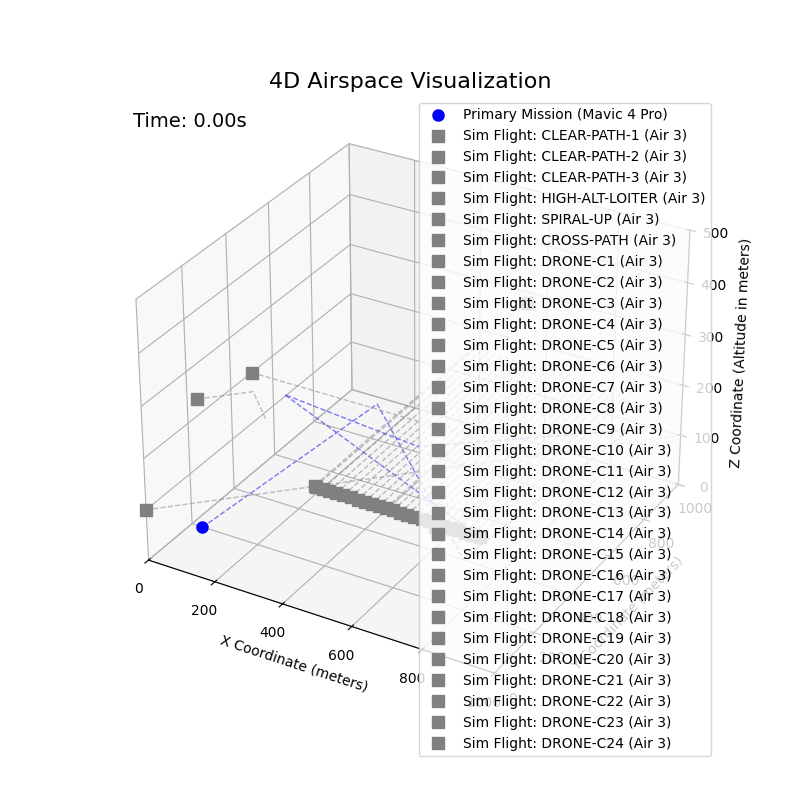 4D Airspace Visualization
Time: 0.00s
Primary Mission (Mavic 4 Pro)
Sim Flight: CLEAR-PATH-1 (Air 3)
Sim Flight: CLEAR-PATH-2 (Air 3)
Sim Flight: CLEAR-PATH-3 (Air 3)
Sim Flight: HIGH-ALT-LOITER (Air 3)
Sim Flight: SPIRAL-UP (Air 3)
Sim Flight: CROSS-PATH (Air 3)
Sim Flight: DRONE-C1 (Air 3)
Sim Flight: DRONE-C2 (Air 3)
Sim Flight: DRONE-C3 (Air 3)
Sim Flight: DRONE-C4 (Air 3)
Sim Flight: DRONE-C5 (Air 3)
Sim Flight: DRONE-C6 (Air 3)
Sim Flight: DRONE-C7 (Air 3)
Sim Flight: DRONE-C8 (Air 3)
Sim Flight: DRONE-C9 (Air 3)
Sim Flight: DRONE-C10 (Air 3)
Sim Flight: DRONE-C11 (Air 3)
Sim Flight: DRONE-C12 (Air 3)
Sim Flight: DRONE-C13 (Air 3)
Sim Flight: DRONE-C14 (Air 3)
Sim Flight: DRONE-C15 (Air 3)
Sim Flight: DRONE-C16 (Air 3)
Sim Flight: DRONE-C17 (Air 3)
Sim Flight: DRONE-C18 (Air 3)
Sim Flight: DRONE-C19 (Air 3)
Sim Flight: DRONE-C20 (Air 3)
Sim Flight: DRONE-C21 (Air 3)
Sim Flight: DRONE-C22 (Air 3)
Sim Flight: DRONE-C23 (Air 3)
Sim Flight: DRONE-C24 (Air 3)
500
400
300
200
100
0
Z Coordinate (Altitude in meters)
1000
800
600
0
200
400
600
800
X Coordinate (meters)